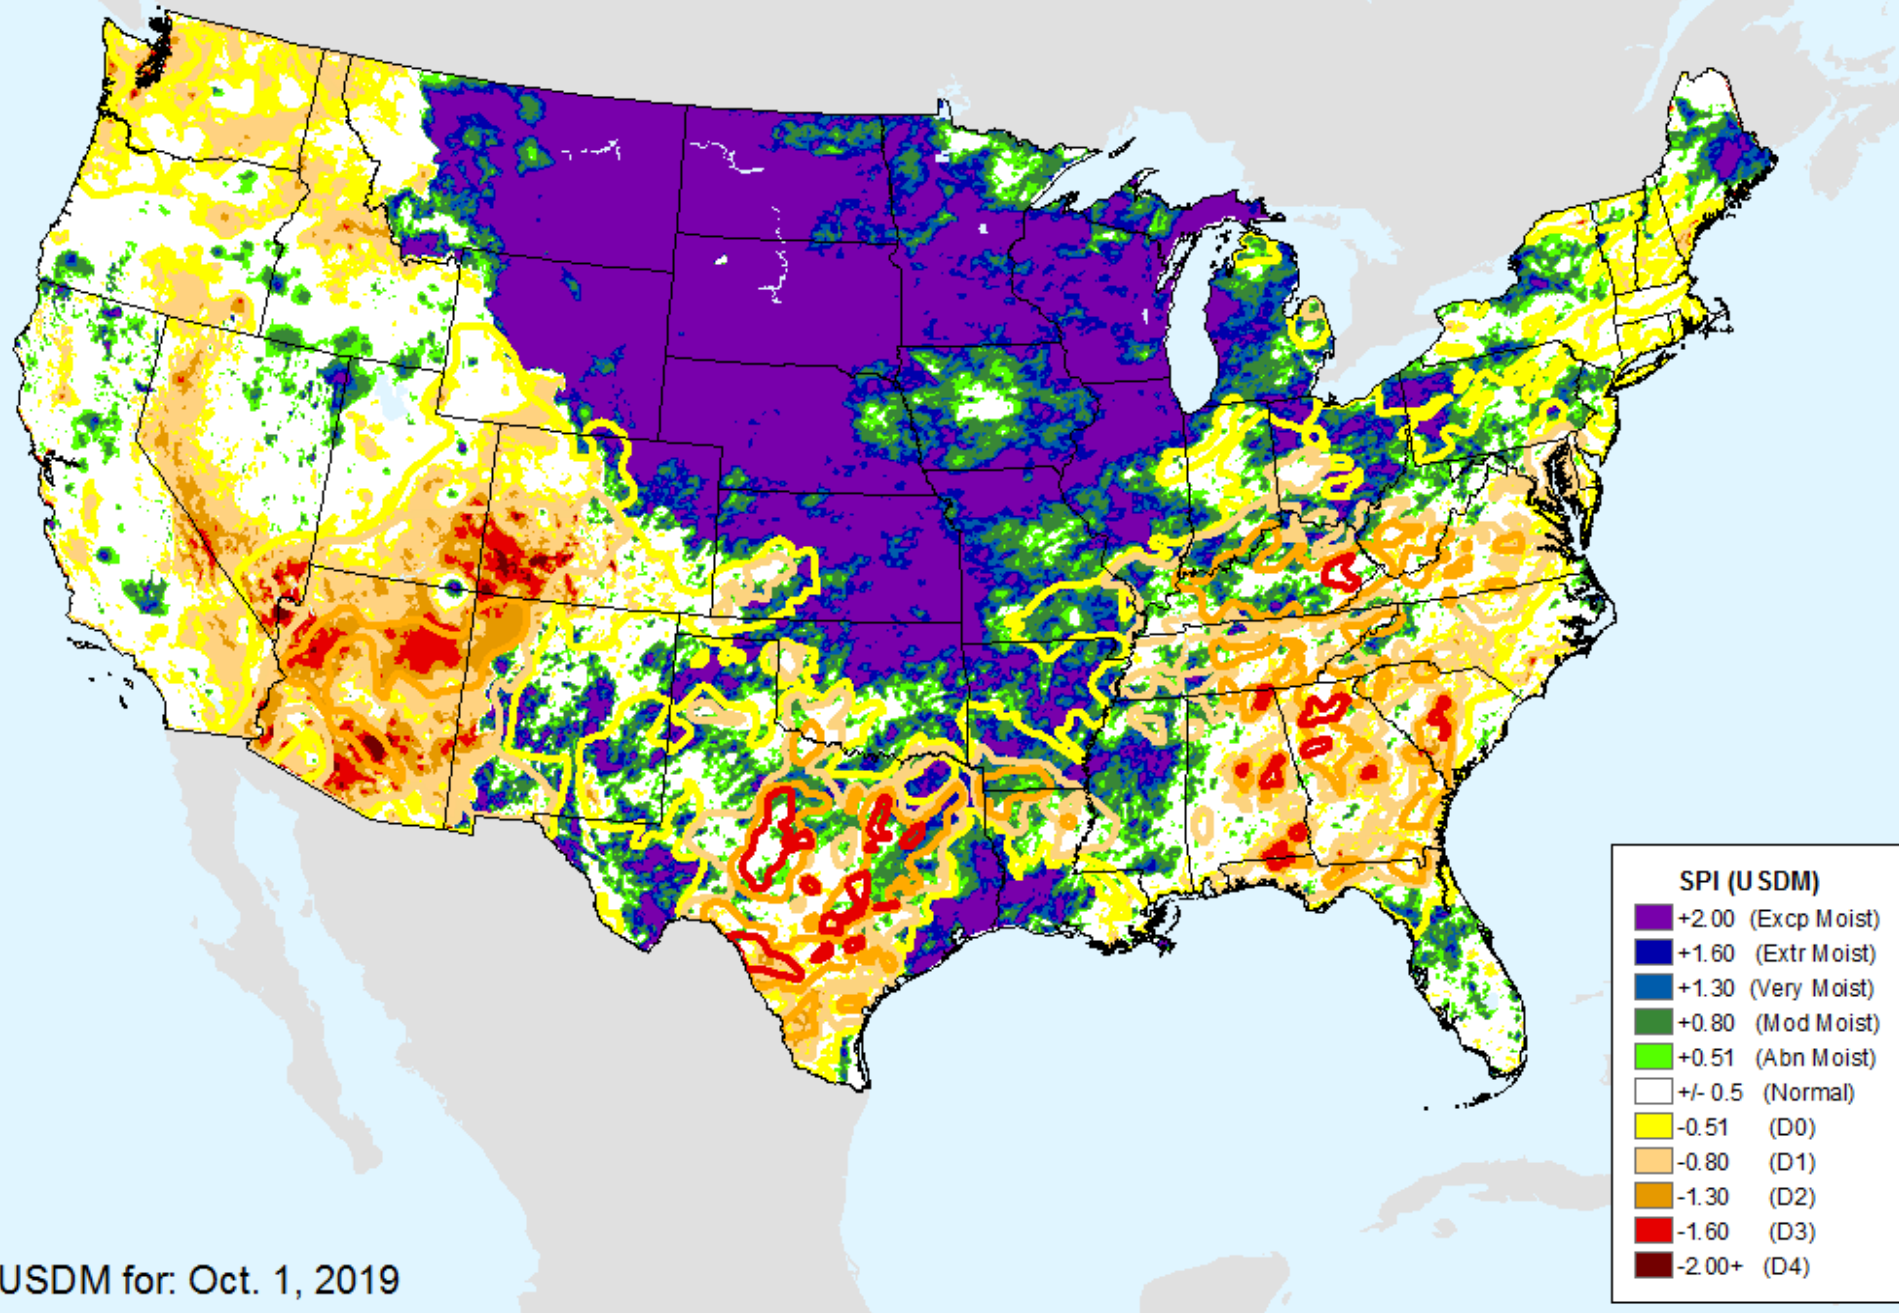 SPI (USDM)
+2.00 (Excp Moist)
+1.60 (Extr Moist)
+1.30 (Very Moist)
+0.80 (Mod Moist)
+0.51 (Abn Moist)
+/- 0.5 (Normal)
-0.51 (D0)
-0.80 (D1)
-1.30 (D2)
-1.60 (D3)
-2.00+ (D4)
USDM for: Oct. 1, 2019